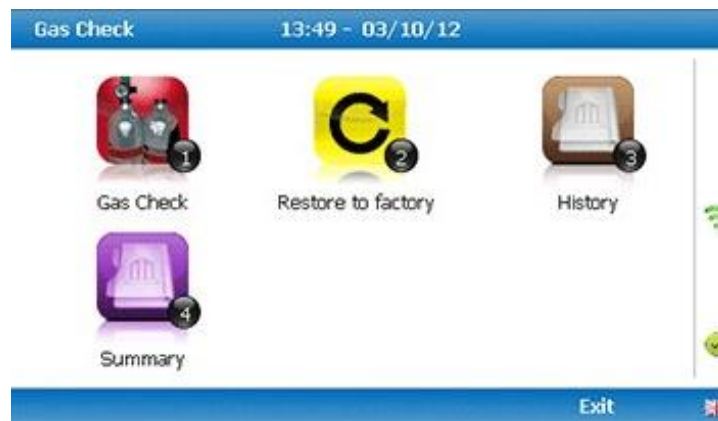 Gas Check 13:49 - 03/10/12
1 2 3
Gas Check Restore to factory History
4
Summary
Exit